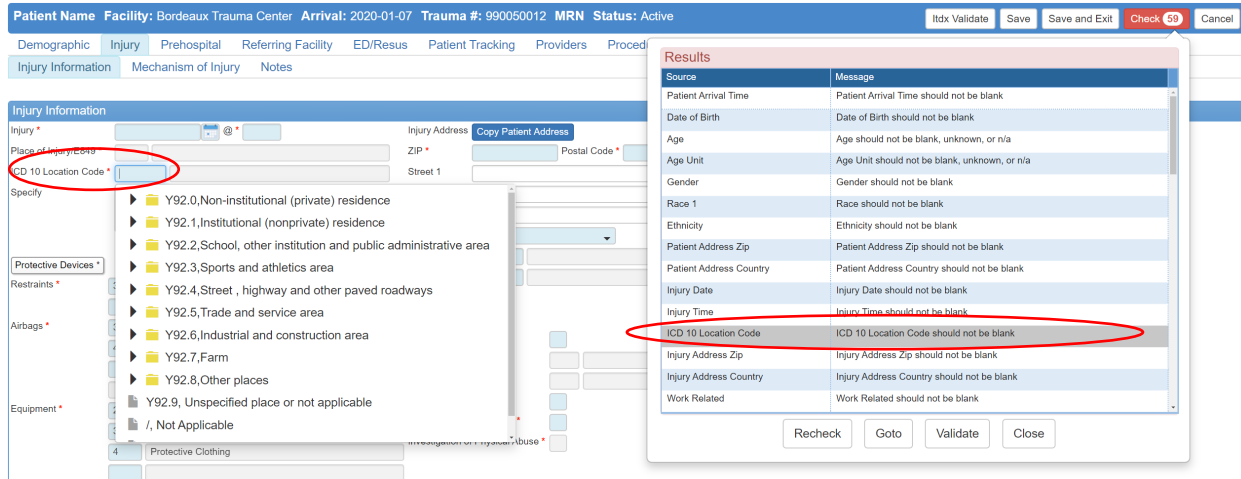 Patient Name Facility: Bordeaux Trauma Center Arrival: 2020-01-07 Trauma #: 990050012 MRN Status: Active
Itdx Validate Save Save and Exit Check 59 Cancel
Demographic Injury Prehospital Referring Facility ED/Resus Patient Tracking Providers Proced
Injury Information Mechanism of Injury Notes
Injury Information
Injury * @ * Injury Address Copy Patient Address
Place of Injury/E849 * ZIP * Postal Code *
ICD 10 Location Code * Street 1
Specify
Y92.0,Non-institutional (private) residence
Y92.1,Institutional (nonprivate) residence
Y92.2,School, other institution and public administrative area
Y92.3,Sports and athletics area
Y92.4,Street , highway and other paved roadways
Y92.5,Trade and service area
Y92.6,Industrial and construction area
Y92.7,Farm
Y92.8,Other places
Y92.9, Unspecified place or not applicable
/, Not Applicable
Protective Devices *
Restraints *
Airbags *
Equipment *
Investigation of Physical Abuse *
4 Protective Clothing
Results
Source Message
Patient Arrival Time Patient Arrival Time should not be blank
Date of Birth Date of Birth should not be blank
Age Age should not be blank, unknown, or n/a
Age Unit Age Unit should not be blank, unknown, or n/a
Gender Gender should not be blank
Race 1 Race should not be blank
Ethnicity Ethnicity should not be blank
Patient Address Zip Patient Address Zip should not be blank
Patient Address Country Patient Address Country should not be blank
Injury Date Injury Date should not be blank
Injury Time Injury Time should not be blank
ICD 10 Location Code ICD 10 Location Code should not be blank
Injury Address Zip Injury Address Zip should not be blank
Injury Address Country Injury Address Country should not be blank
Work Related Work Related should not be blank
Recheck Goto Validate Close